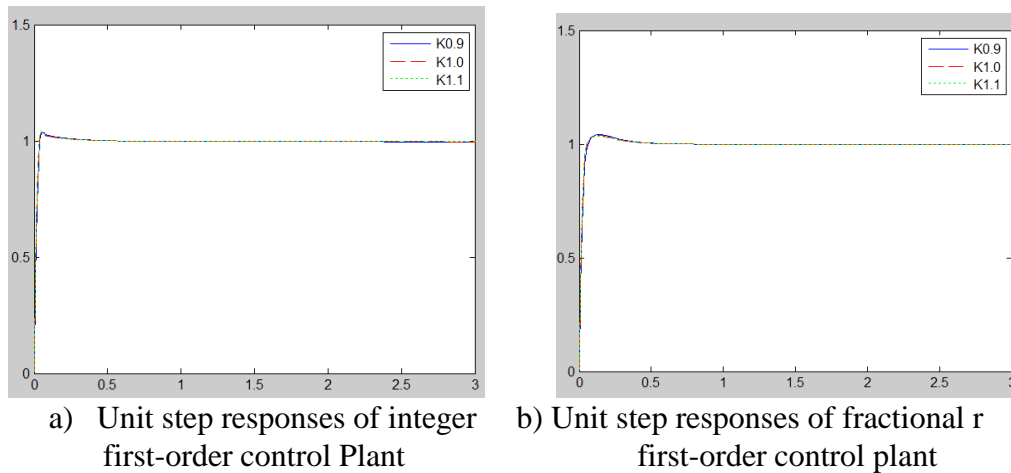 1.5
1
0.5
0
0 0.5 1 1.5 2 2.5 3
K0.9
K1.0
K1.1
1.5
1
0.5
0
0 0.5 1 1.5 2 2.5 3
K0.9
K1.0
K1.1
a) Unit step responses of integer
first-order control Plant
b) Unit step responses of fractional r
first-order control plant